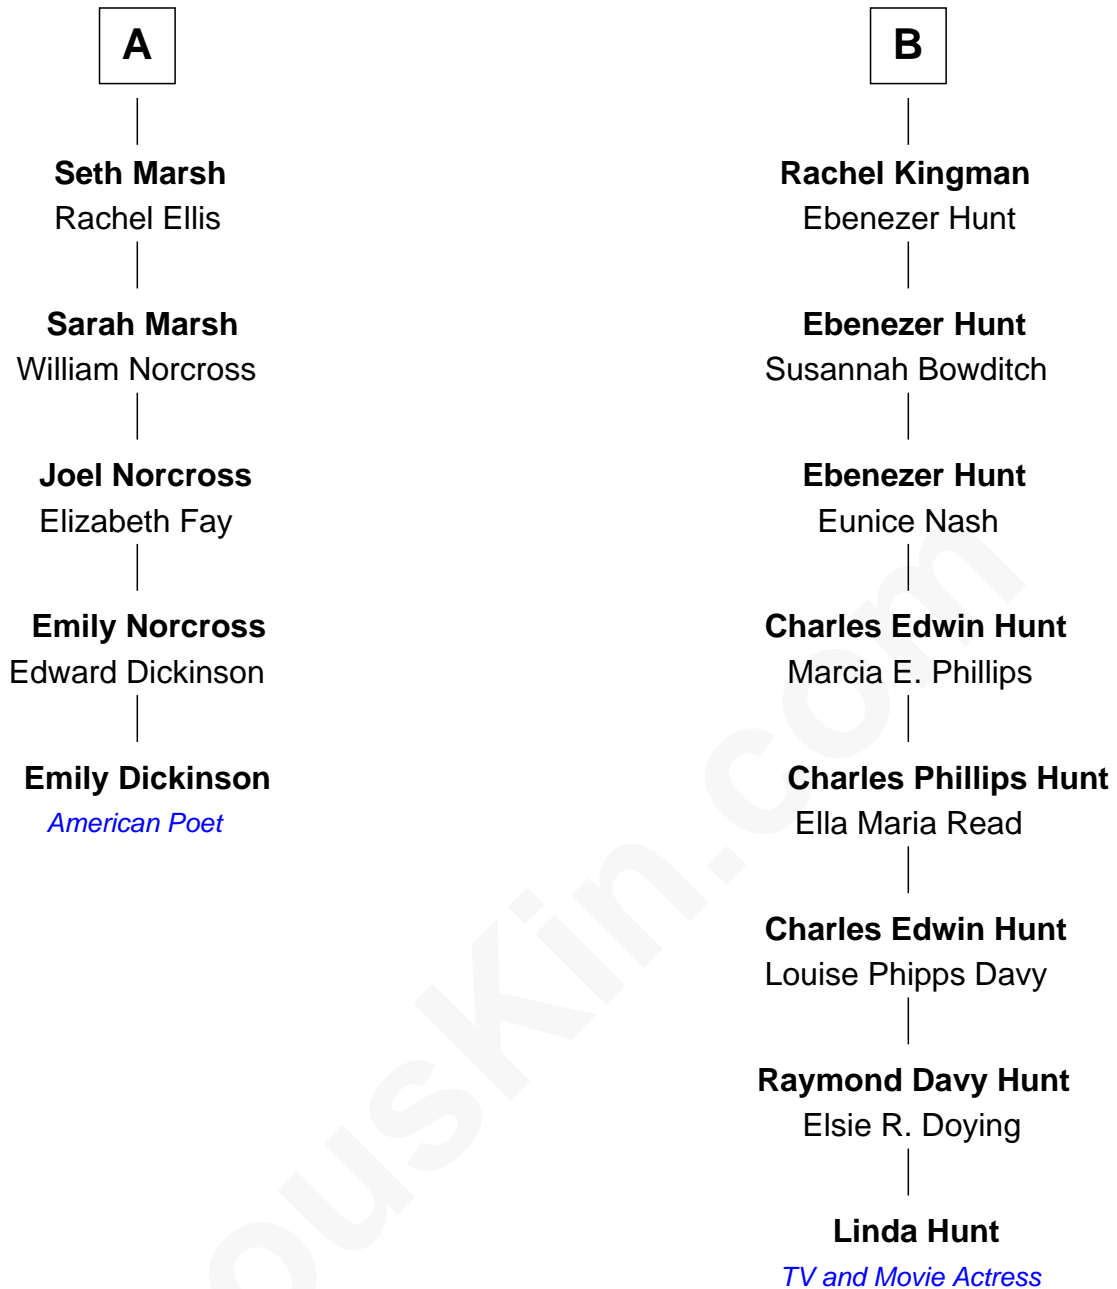 A
Seth Marsh
Rachel Ellis
Sarah Marsh
William Norcross
Joel Norcross
Elizabeth Fay
Emily Norcross
Edward Dickinson
Emily Dickinson
American Poet
B
Rachel Kingman
Ebenezer Hunt
Ebenezer Hunt
Susannah Bowditch
Ebenezer Hunt
Eunice Nash
Charles Edwin Hunt
Marcia E. Phillips
Charles Phillips Hunt
Ella Maria Read
Charles Edwin Hunt
Louise Phipps Davy
Raymond Davy Hunt
Elsie R. Doying
Linda Hunt
TV and Movie Actress
ousKin.com